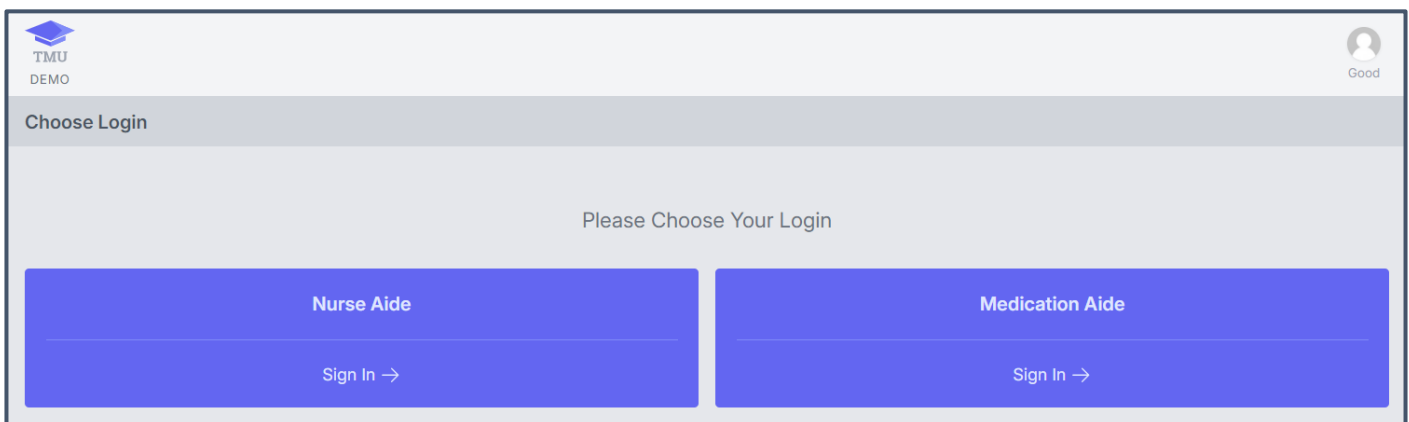 TMU
DEMO
Good
Choose Login
Please Choose Your Login
Nurse Aide
Sign In →
Medication Aide
Sign In →